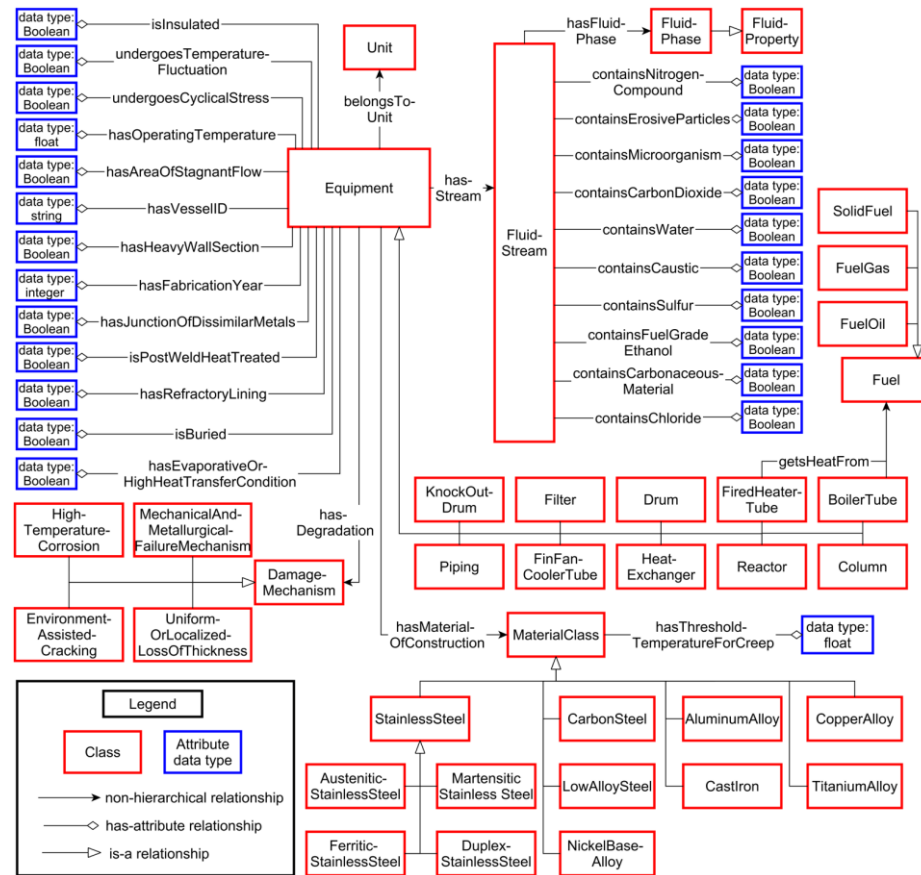 data type:
Boolean
isInsulated
data type:
Boolean
undergoesTemperature-
Fluctuation
data type:
Boolean
undergoesCyclicalStress
data type:
float
hasOperatingTemperature
data type:
Boolean
hasAreaOfStagnantFlow
data type:
string
hasVesselID
data type:
Boolean
hasHeavyWallSection
data type:
integer
hasFabricationYear
data type:
Boolean
hasJunctionOfDissimilarMetals
data type:
Boolean
isPostWeldHeatTreated
data type:
Boolean
hasRefractoryLining
data type:
Boolean
isBuried
data type:
Boolean
hasEvaporativeOr-
HighHeatTransferCondition
Unit
belongsTo-
Unit
Equipment
has-
Stream
Fluid-
Stream
hasFluid-
Phase
Fluid-
Phase
Fluid-
Property
containsNitrogen-
Compound
data type:
Boolean
containsErosiveParticles
data type:
Boolean
containsMicroorganism
data type:
Boolean
containsCarbonDioxide
data type:
Boolean
containsWater
data type:
Boolean
containsCaustic
data type:
Boolean
containsSulfur
data type:
Boolean
containsFuelGrade
Ethanol
data type:
Boolean
containsCarbonaceous-
Material
data type:
Boolean
containsChloride
data type:
Boolean
SolidFuel
FuelGas
FuelOil
Fuel
getsHeatFrom
KnockOut-
Drum
Filter
Drum
FiredHeater-
Tube
BoilerTube
Piping
FinFan-
CoolerTube
Heat-
Exchanger
Reactor
Column
High-
Temperature-
Corrosion
MechanicalAnd-
Metallurgical-
FailureMechanism
has-
Degradation
Damage-
Mechanism
Environment-
Assisted-
Cracking
Uniform-
OrLocalized-
LossOfThickness
hasMaterial-
OfConstruction
MaterialClass
hasThreshold-
TemperatureForCreep
data type:
float
StainlessSteel
CarbonSteel
AluminumAlloy
CopperAlloy
Austenitic-
StainlessSteel
Martensitic
Stainless Steel
LowAlloySteel
CastIron
TitaniumAlloy
Ferritic-
StainlessSteel
Duplex-
StainlessSteel
NickelBase-
Alloy
Legend
Class
Attribute
data type
non-hierarchical relationship
has-attribute relationship
is-a relationship